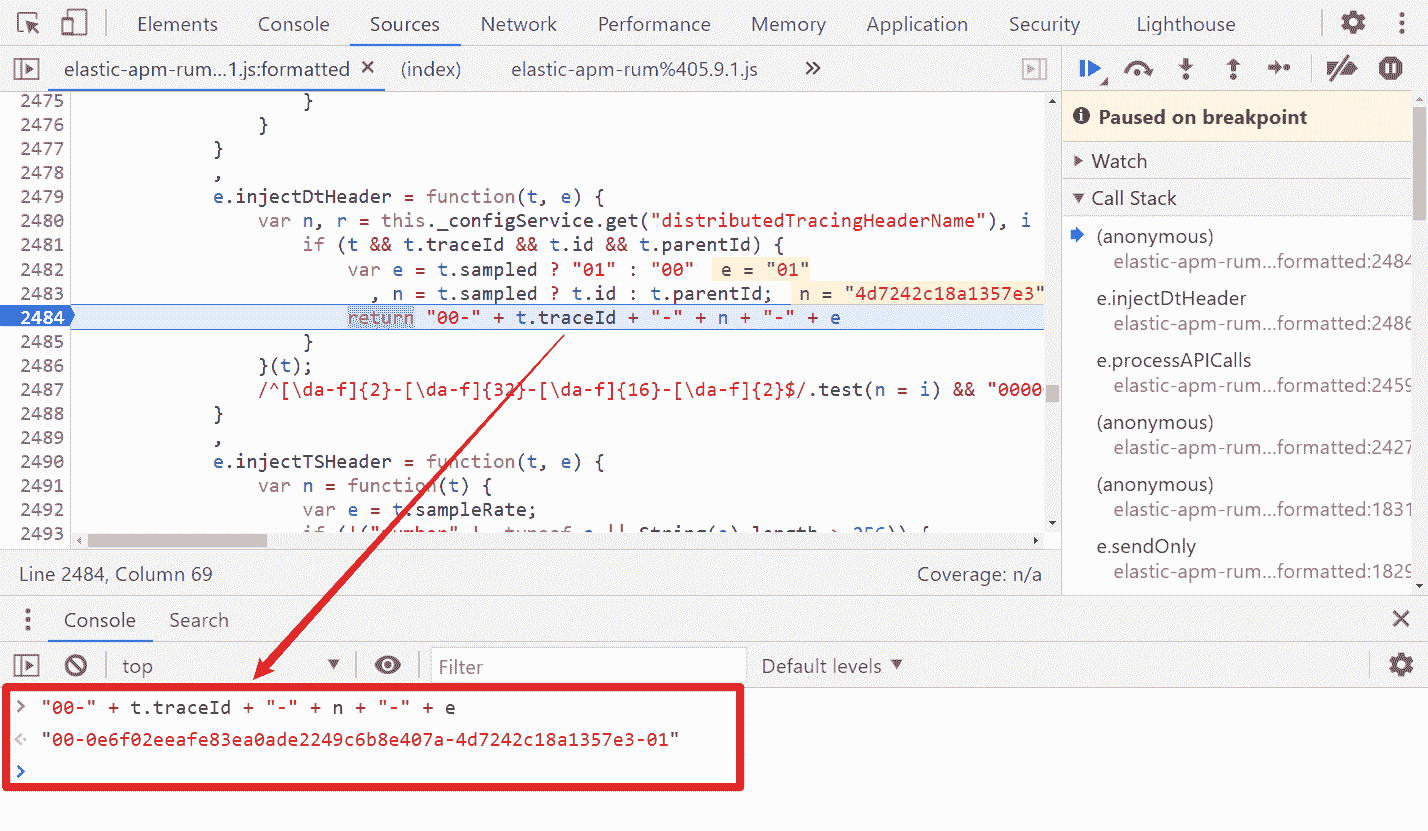 Elements Console Sources Network Performance Memory Application Security Lighthouse
elastic-apm-rum...1.js:formatted × (index) elastic-apm-rum%405.9.1.js »
2475 }
2476 }
2477 }
2478 ,
2479 e.injectDtHeader = function(t, e) {
2480 var n, r = this._configService.get("distributedTracingHeaderName"), i
2481 if (t && t.traceId && t.id && t.parentId) {
2482 var e = t.sampled ? "01" : "00" e = "01"
2483 , n = t.sampled ? t.id : t.parentId; n = "4d7242c18a1357e3"
2484 return "00-" + t.traceId + "-" + n + "-" + e
2485 }
2486 }(t);
2487 /^[\da-f]{2}-[\da-f]{32}-[\da-f]{16}-[\da-f]{2}$/.test(n = i) && "0000
2488 }
2489 ,
2490 e.injectTSHeader = function(t, e) {
2491 var n = function(t) {
2492 var e = t.sampleRate;
2493
Line 2484, Column 69 Coverage: n/a
Paused on breakpoint
Watch
Call Stack
(anonymous)
elastic-apm-rum...formatted:2484
e.injectDtHeader
elastic-apm-rum...formatted:2486
e.processAPICalls
elastic-apm-rum...formatted:2459
(anonymous)
elastic-apm-rum...formatted:2427
(anonymous)
elastic-apm-rum...formatted:1831
e.sendOnly
elastic-apm-rum...formatted:1829
Console Search
top Filter Default levels
> "00-" + t.traceId + "-" + n + "-" + e
"00-0e6f02eeafe83ea0ade2249c6b8e407a-4d7242c18a1357e3-01"
>